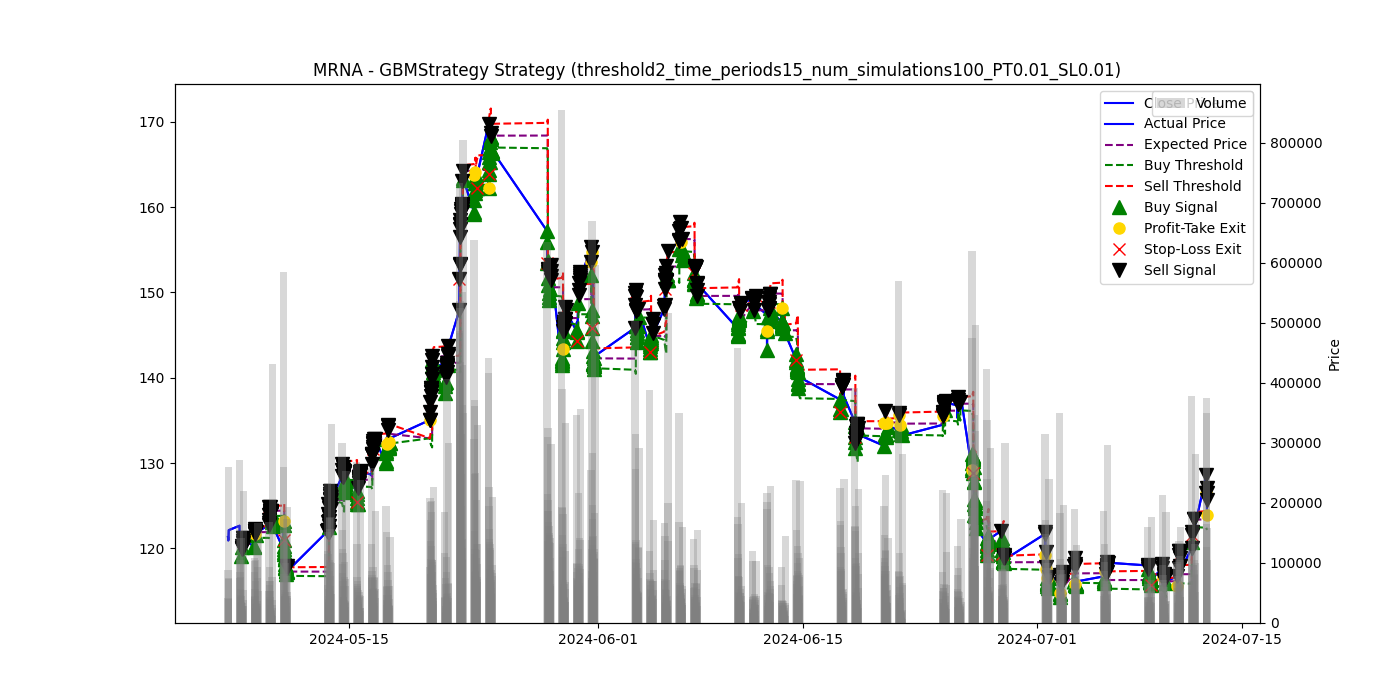 MRNA - GBMStrategy Strategy (threshold2_time_periods15_num_simulations100_PT0.01_SL0.01)
170
160
150
140
130
120
Volume
Actual Price
Expected Price
Buy Threshold
Sell Threshold
Buy Signal
Profit-Take Exit
Stop-Loss Exit
Sell Signal
800000
700000
600000
500000
400000
300000
200000
100000
0
Price
2024-05-15
2024-06-01
2024-06-15
2024-07-01
2024-07-15